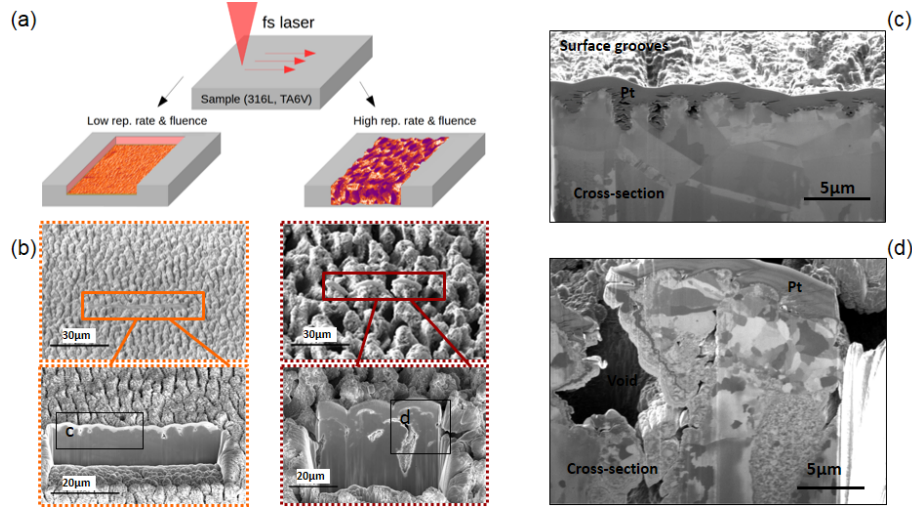 (a)
fs laser
Sample (316L, TA6V)
Low rep. rate & fluence
High rep. rate & fluence
(b)
30µm
30µm
c
20µm
d
20µm
(c)
Surface grooves
Pt
Cross-section
5µm
(d)
Pt
Void
Cross-section
5µm